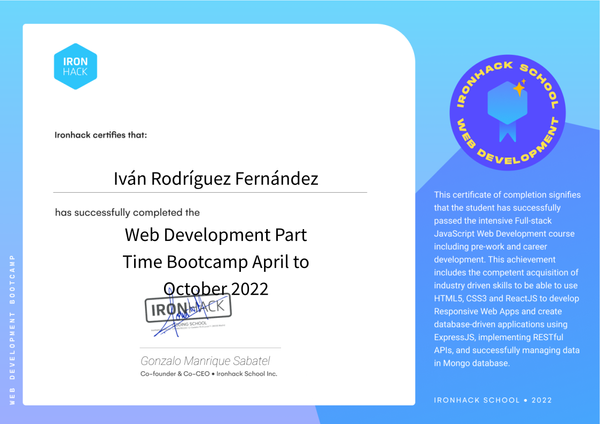 IRON
HACK
IRONHACK SCHOOL
WEB DEVELOPMENT
Ironhack certifies that:
Iván Rodríguez Fernández
has successfully completed the
Web Development Part
Time Bootcamp April to
October 2022
IRONHACK
Gonzalo Manrique Sabatel
Co-founder & Co-CEO • Ironhack School Inc.
This certificate of completion signifies
that the student has successfully
passed the intensive Full-stack
JavaScript Web Development course
including pre-work and career
development. This achievement
includes the competent acquisition of
industry driven skills to be able to use
HTML5, CSS3 and ReactJS to develop
Responsive Web Apps and create
database-driven applications using
ExpressJS, implementing RESTful
APIs, and successfully managing data
in Mongo database.
IRONHACK SCHOOL • 2022
WEB DEVELOPMENT BOOTCAMP